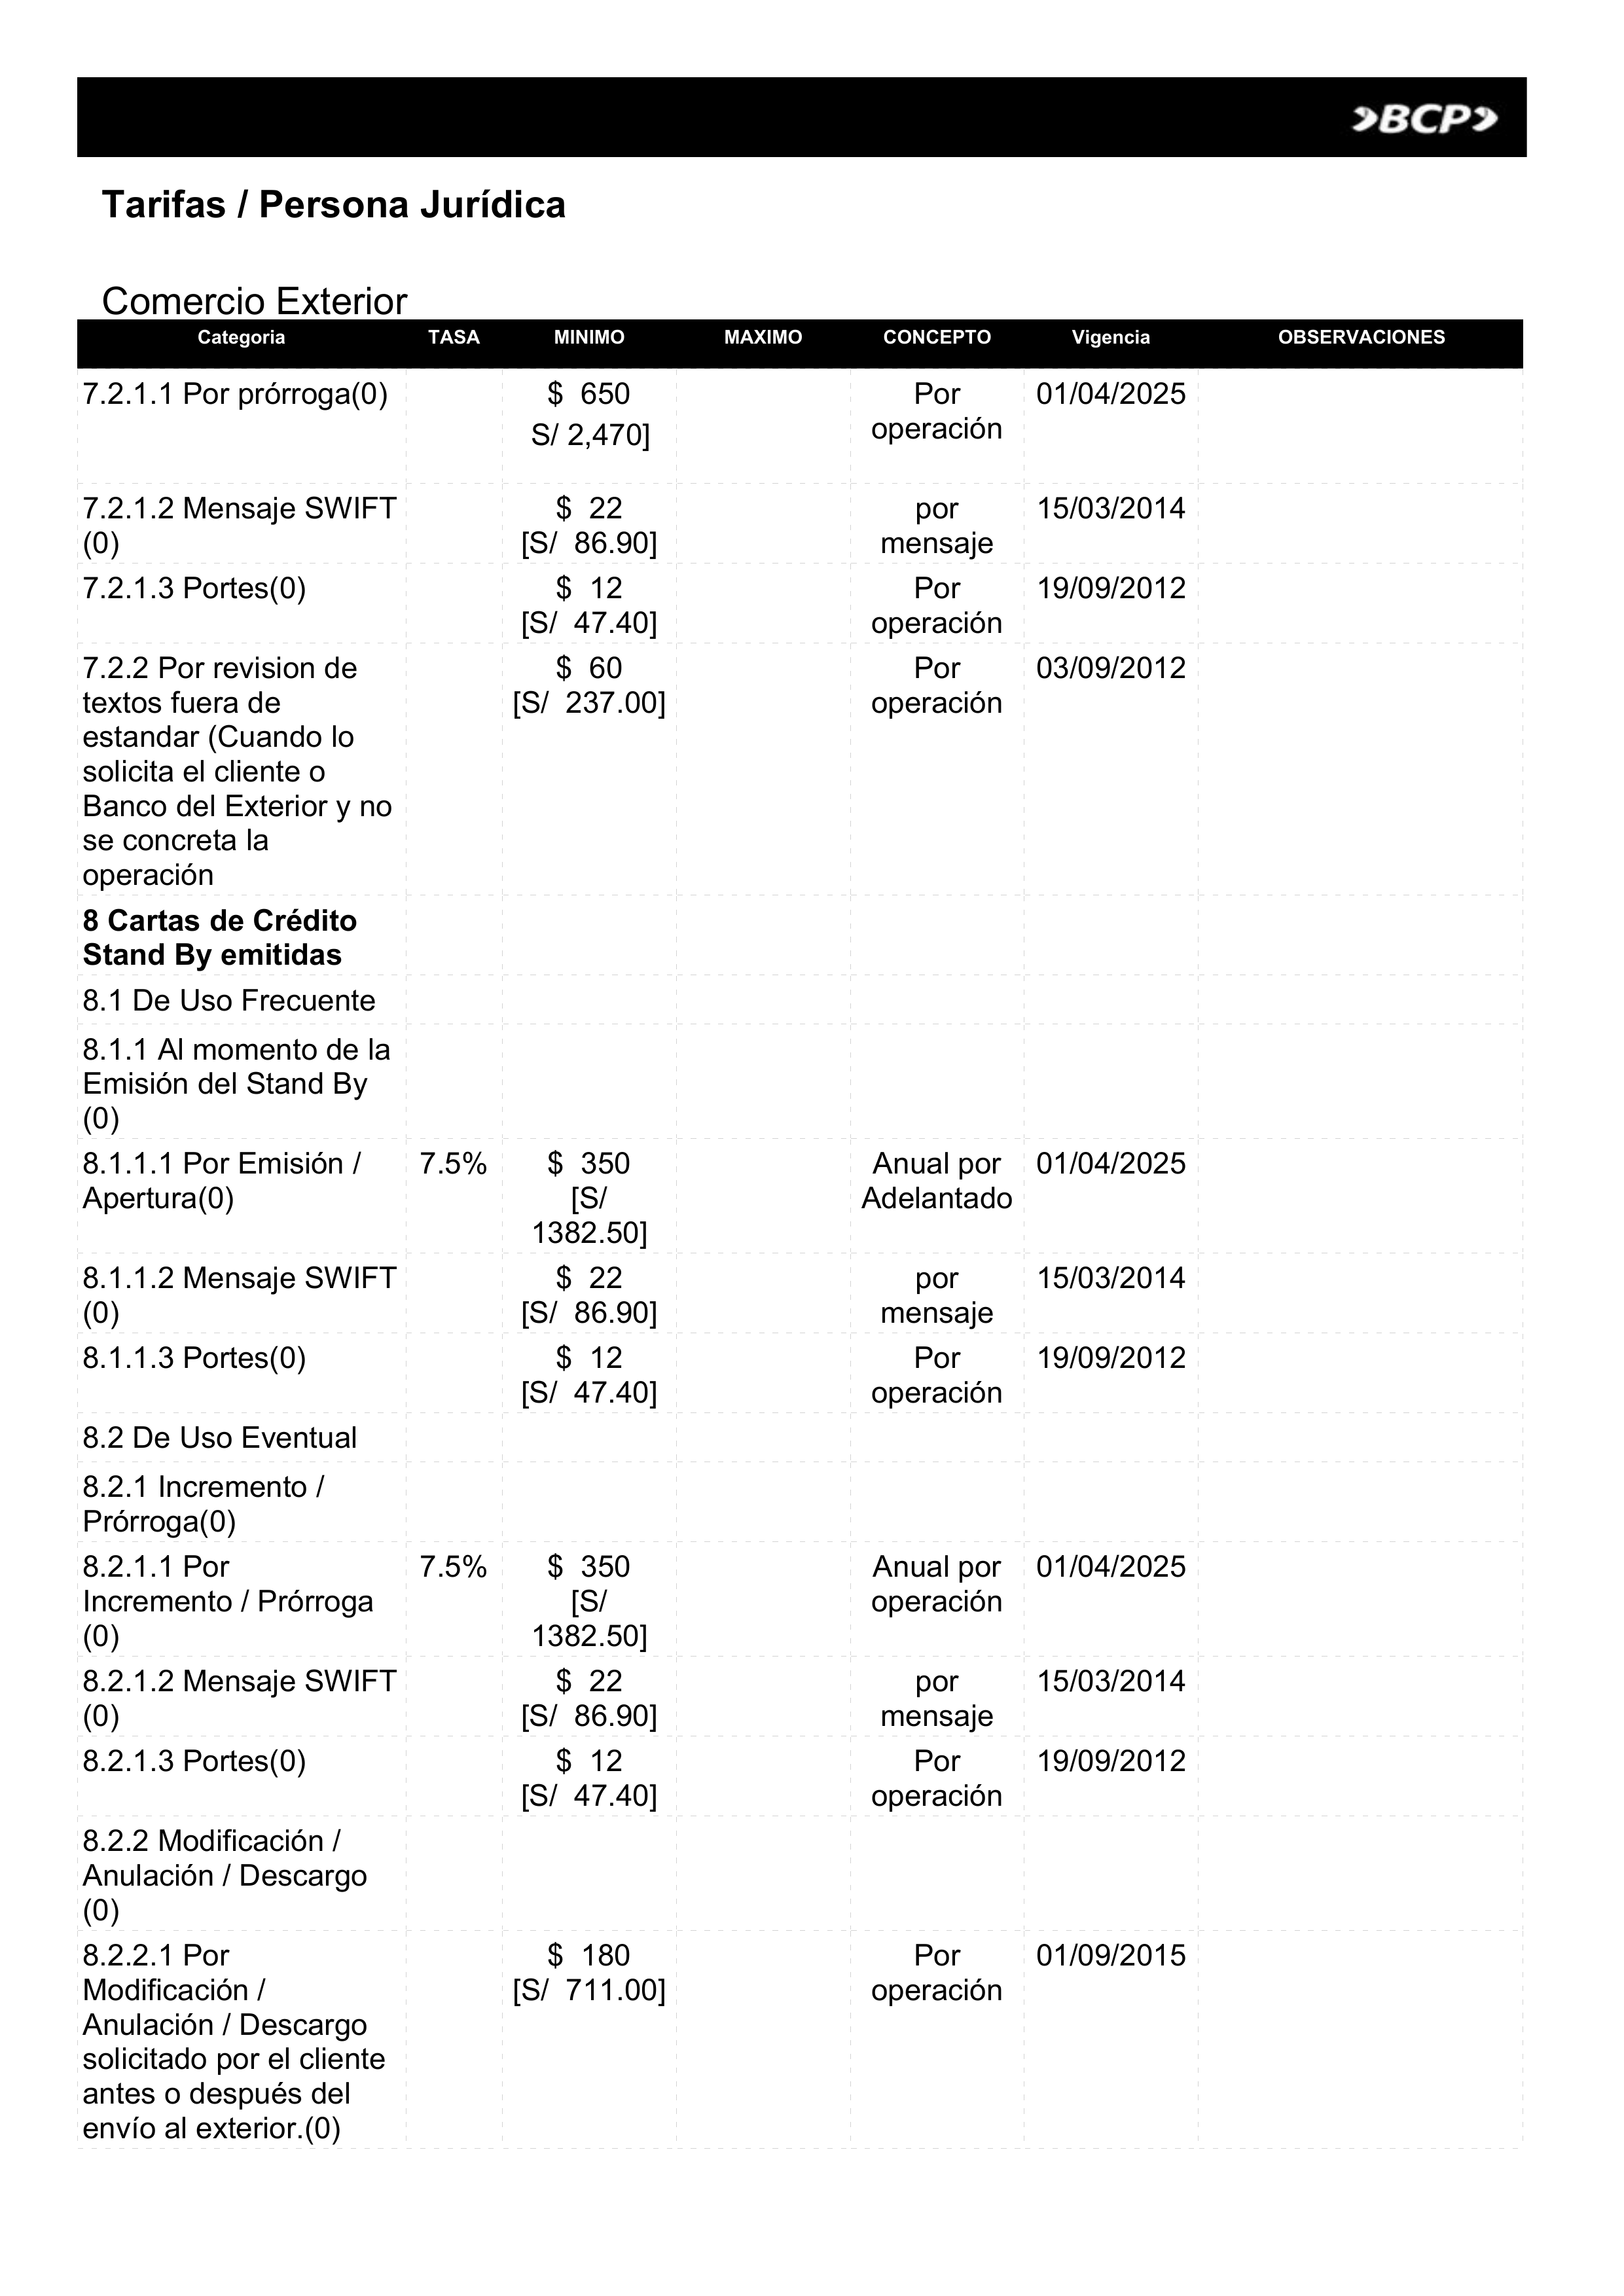 BCP
Tarifas / Persona Jurídica
Comercio Exterior
Categoria TASA MINIMO MAXIMO CONCEPTO Vigencia OBSERVACIONES
7.2.1.1 Por prórroga(0) $ 650 Por 01/04/2025
S/ 2,470] operación
7.2.1.2 Mensaje SWIFT $ 22 por 15/03/2014
(0) [S/ 86.90] mensaje
7.2.1.3 Portes(0) $ 12 Por 19/09/2012
[S/ 47.40] operación
7.2.2 Por revision de $ 60 Por 03/09/2012
textos fuera de [S/ 237.00] operación
estandar (Cuando lo
solicita el cliente o
Banco del Exterior y no
se concreta la
operación
8 Cartas de Crédito
Stand By emitidas
8.1 De Uso Frecuente
8.1.1 Al momento de la
Emisión del Stand By
(0)
8.1.1.1 Por Emisión / 7.5% $ 350 Anual por 01/04/2025
Apertura(0) [S/ Adelantado
1382.50]
8.1.1.2 Mensaje SWIFT $ 22 por 15/03/2014
(0) [S/ 86.90] mensaje
8.1.1.3 Portes(0) $ 12 Por 19/09/2012
[S/ 47.40] operación
8.2 De Uso Eventual
8.2.1 Incremento /
Prórroga(0)
8.2.1.1 Por 7.5% $ 350 Anual por 01/04/2025
Incremento / Prórroga [S/ operación
(0) 1382.50]
8.2.1.2 Mensaje SWIFT $ 22 por 15/03/2014
(0) [S/ 86.90] mensaje
8.2.1.3 Portes(0) $ 12 Por 19/09/2012
[S/ 47.40] operación
8.2.2 Modificación /
Anulación / Descargo
(0)
8.2.2.1 Por $ 180 Por 01/09/2015
Modificación / [S/ 711.00] operación
Anulación / Descargo
solicitado por el cliente
antes o después del
envío al exterior.(0)